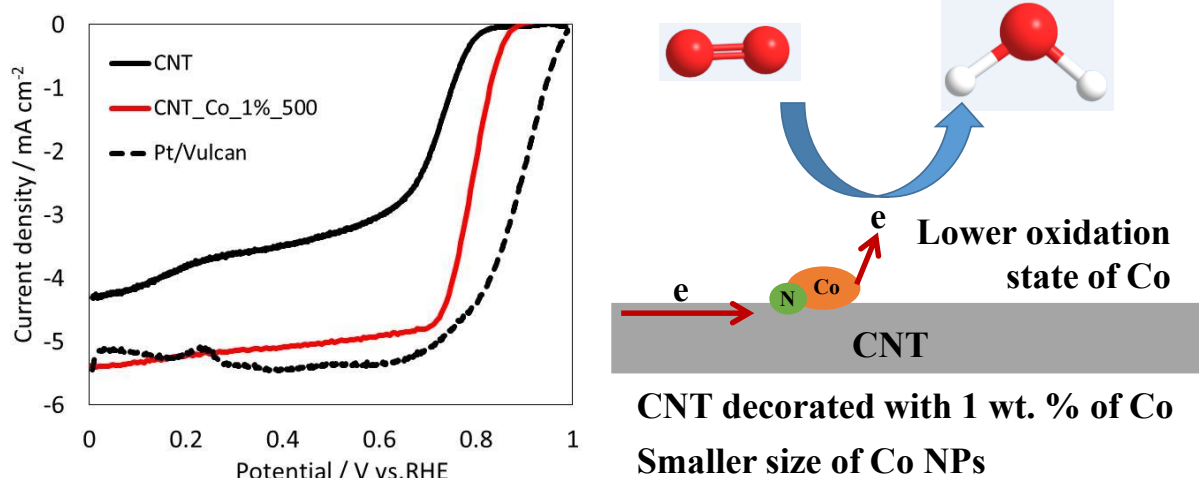 0
-1
-2
-3
-4
-5
-6
Current density / mA cm-2
CNT
CNT_Co_1%_500
Pt/Vulcan
0
0.2
0.4
0.6
0.8
1
Potential / V vs.RHE
e
Lower oxidation
state of Co
e
N
Co
CNT
CNT decorated with 1 wt. % of Co
Smaller size of Co NPs